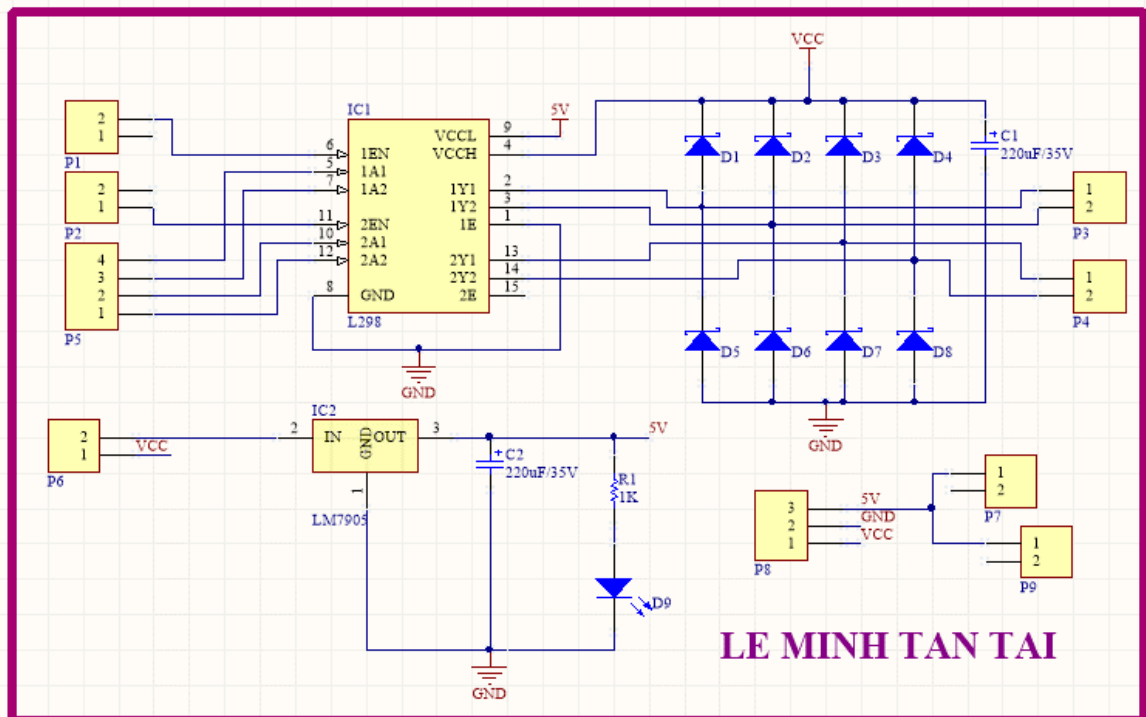 VCC
IC1
5V
2
1
P1
6 1EN
5 1A1
7 1A2
11 2EN
10 2A1
12 2A2
8 GND
VCCL 9
VCCH 4
1Y1 2
1Y2 3
1E 1
2Y1 13
2Y2 14
2E 15
L298
D1
D2
D3
D4
C1
220uF/35V
2
1
P2
1
2
P3
4
3
2
1
P5
1
2
P4
D5
D6
D7
D8
GND
GND
IC2
2
1
VCC
P6
2 IN
GND
OUT 3
1
LM7905
5V
C2
220uF/35V
R1
1K
D9
GND
3
2
1
P8
5V
GND
VCC
1
2
P7
1
2
P9
LE MINH TAN TAI